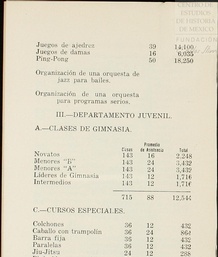 CENTRO DE
ESTUDIOS
DE HISTORIA
DE MEXICO
FUNDACION
Juegos de ajedrez 39 14,100
Juegos de damas 16 6,035
Ping-Pong 50 18,250
Organización de una orquesta de
jazz para bailes.
Organización de una orquesta
para programas serios.
III.—DEPARTAMENTO JUVENIL.
A.—CLASES DE GIMNASIA.
Clases Promedio de Asistencia Total
Novatos 143 16 2,248
Menores "B" 143 24 3,432
Menores "A" 143 24 3,432
Líderes de Gimnasia 143 12 1,716
Intermedios 143 12 1,716
715 88 12,544
C.—CURSOS ESPECIALES.
Colchones 36 12 432
Caballo con trampolín 36 24 864
Barra fija 36 12 432
Paralelas 36 12 432
Jiu-Jitsu 24 12 288